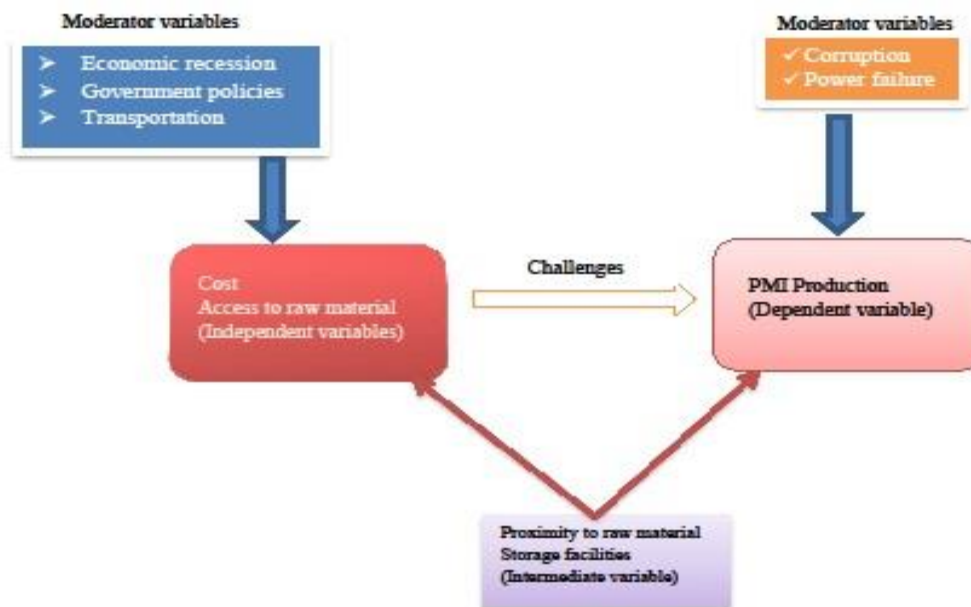 Moderator variables
➤ Economic recession
➤ Government policies
➤ Transportation
Moderator variables
✓ Corruption
✓ Power failure
Cost
Access to raw material
(Independent variables)
Challenges
PMI Production
(Dependent variable)
Proximity to raw material
Storage facilities
(Intermediate variable)